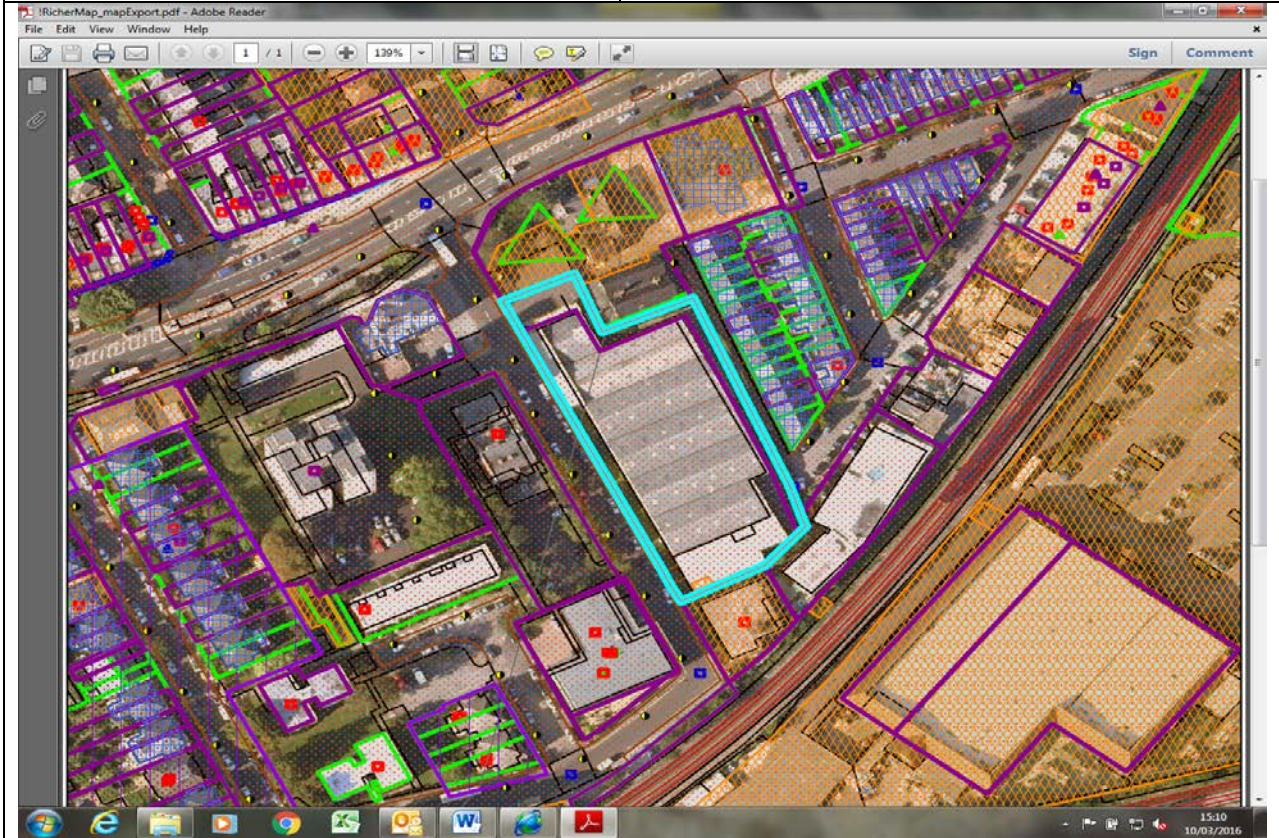 !RicherMap_mapExport.pdf - Adobe Reader
File Edit View Window Help
1 / 1 139% Sign Comment
15:10
10/03/2016